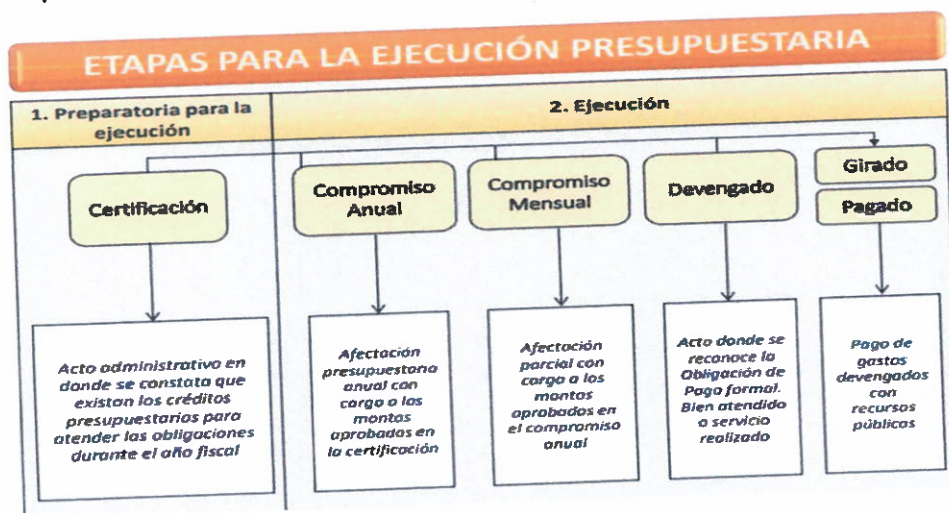 ETAPAS PARA LA EJECUCIÓN PRESUPUESTARIA
1. Preparatoria para la
ejecución
2. Ejecución
Certificación
Compromiso
Anual
Compromiso
Mensual
Devengado
Girado
Pagado
Acto administrativo en
donde se constata que
existan los créditos
presupuestarios para
atender las obligaciones
durante el año fiscal
Afectación
presupuestaria
anual con
cargo a los
montos
aprobados en
la certificación
Afectación
parcial con
cargo a los
montos
aprobados en
el compromiso
anual
Acto donde se
reconoce la
Obligación de
Pago formal.
Bien atendido
o servicio
realizado
Pago de
gastos
devengados
con
recursos
públicos